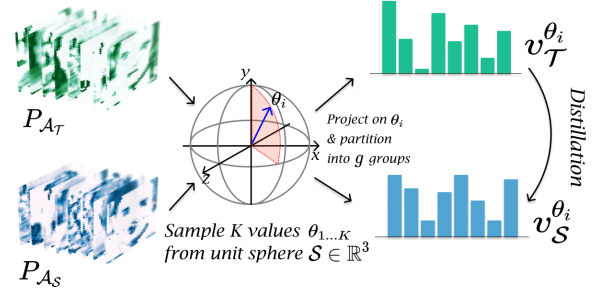 P_{A_T}
P_{A_S}
y
θ_i
x
z
Sample K values θ_{1...K}
from unit sphere S ∈ ℝ^3
Project on θ_i
& partition
into g groups
v_T^{θ_i}
Distillation
v_S^{θ_i}